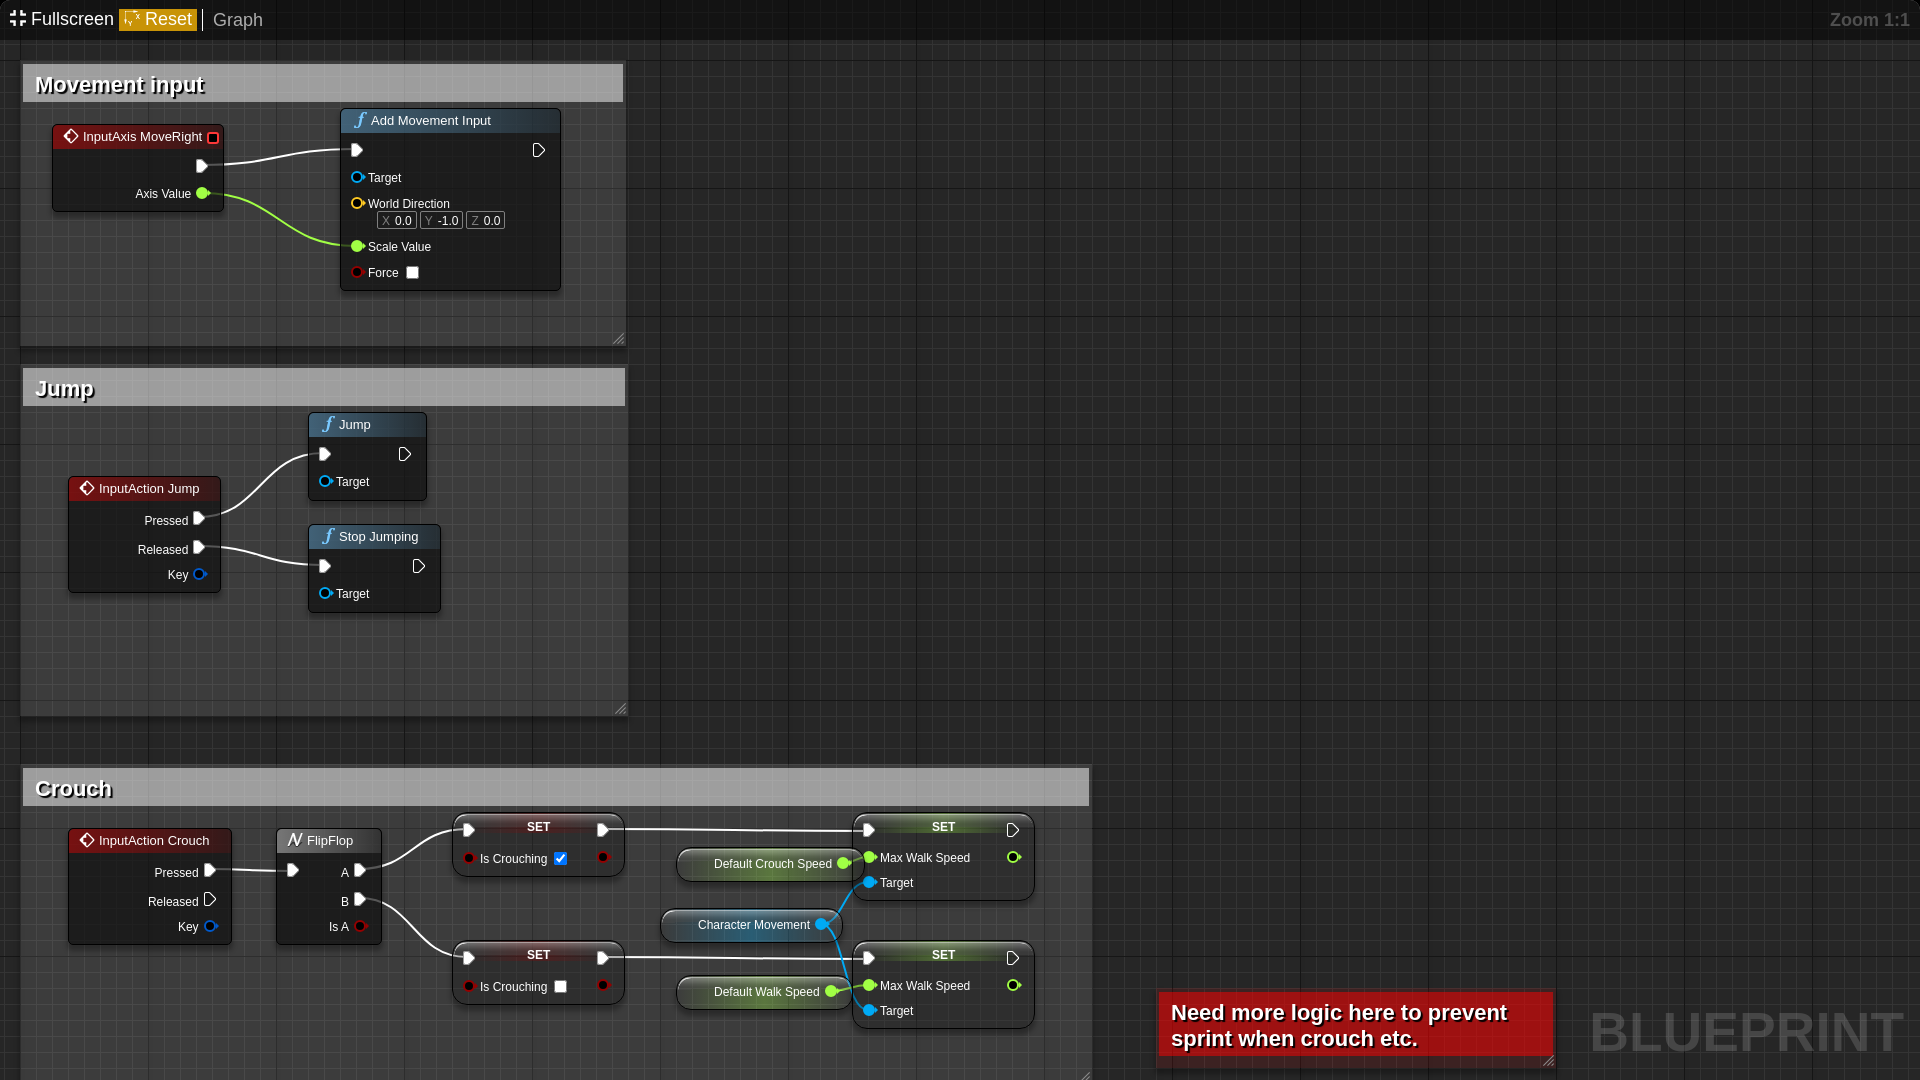 Fullscreen Reset Graph
Zoom 1:1
Movement input
InputAxis MoveRight
Axis Value
Add Movement Input
Target
World Direction
X 0.0 Y -1.0 Z 0.0
Scale Value
Force
Jump
InputAction Jump
Pressed
Released
Key
Jump
Target
Stop Jumping
Target
Crouch
InputAction Crouch
Pressed
Released
Key
FlipFlop
A
B
Is A
SET
Is Crouching
SET
Is Crouching
Default Crouch Speed
Character Movement
Default Walk Speed
SET
Max Walk Speed
Target
SET
Max Walk Speed
Target
Need more logic here to prevent
sprint when crouch etc.
BLUEPRINT